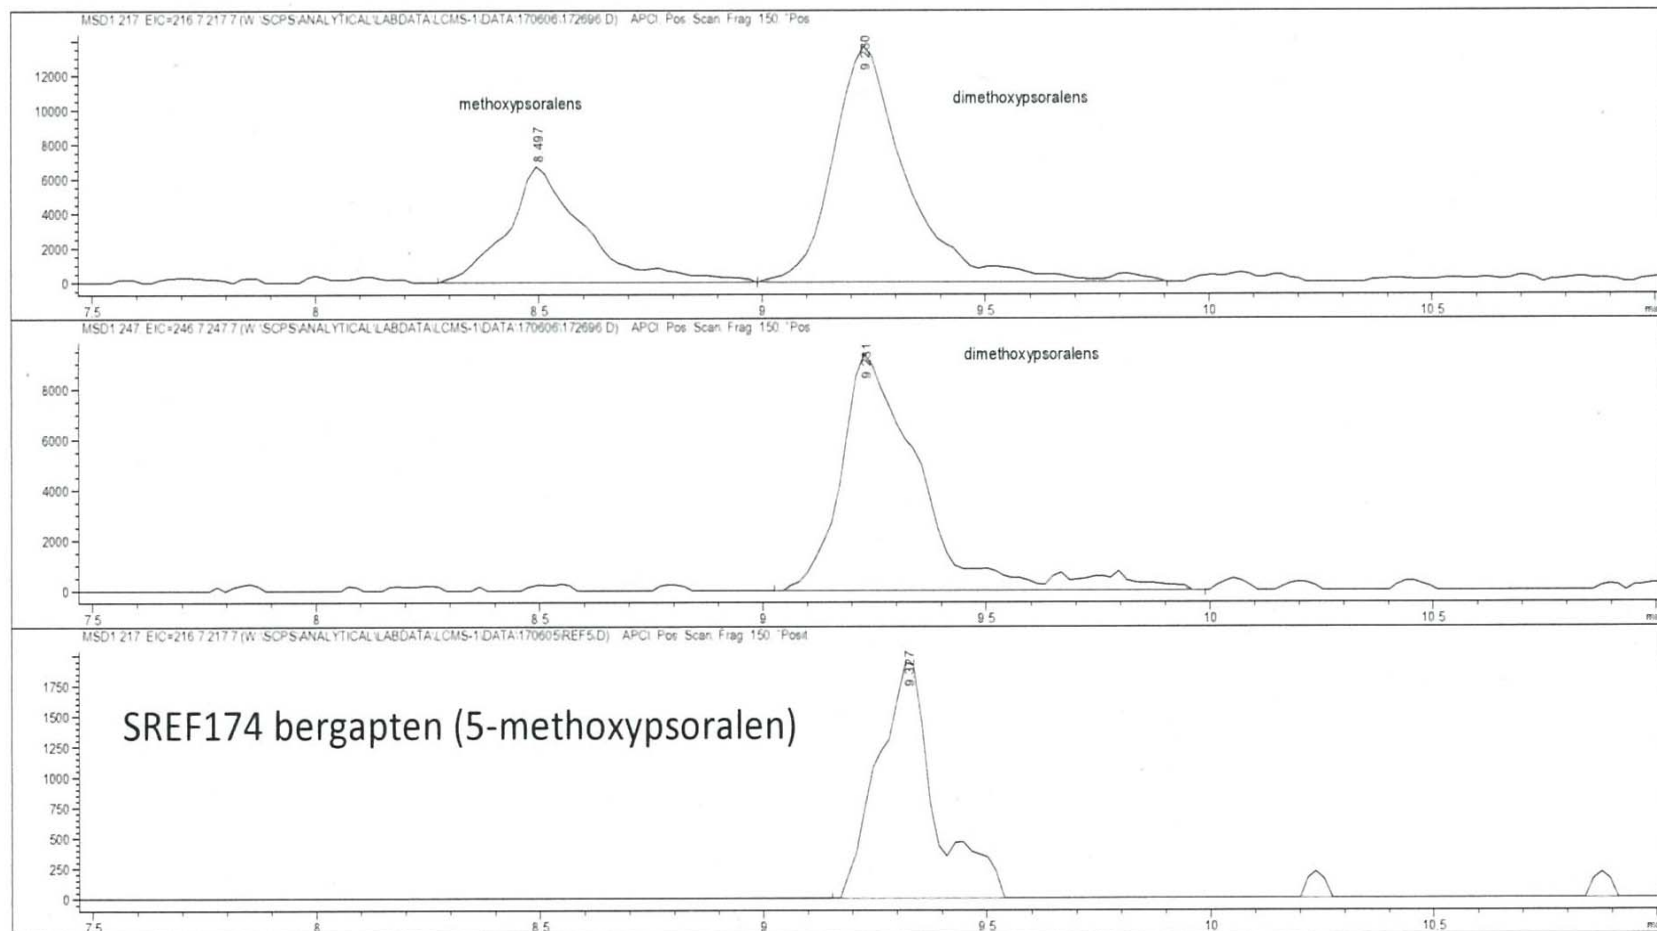 MSD1 217, EIC=216.7:217.7 (W:\SCPS\ANALYTICAL\LABDATA\LCMS-1\DATA\170606\172696.D) APCI, Pos, Scan, Frag: 150, "Pos
12000
10000
8000
6000
4000
2000
0
methoxypsoralens
8.497
9.230
dimethoxypsoralens
7.5 8 8.5 9 9.5 10 10.5
MSD1 247, EIC=246.7:247.7 (W:\SCPS\ANALYTICAL\LABDATA\LCMS-1\DATA\170606\172696.D) APCI, Pos, Scan, Frag: 150, "Pos
8000
6000
4000
2000
0
9.231
dimethoxypsoralens
7.5 8 8.5 9 9.5 10 10.5
MSD1 217, EIC=216.7:217.7 (W:\SCPS\ANALYTICAL\LABDATA\LCMS-1\DATA\170605\REF5.D) APCI, Pos, Scan, Frag: 150, "Posit
1750
1500
1250
1000
750
500
250
0
9.327
SREF174 bergapten (5-methoxypsoralen)
7.5 8 8.5 9 9.5 10 10.5